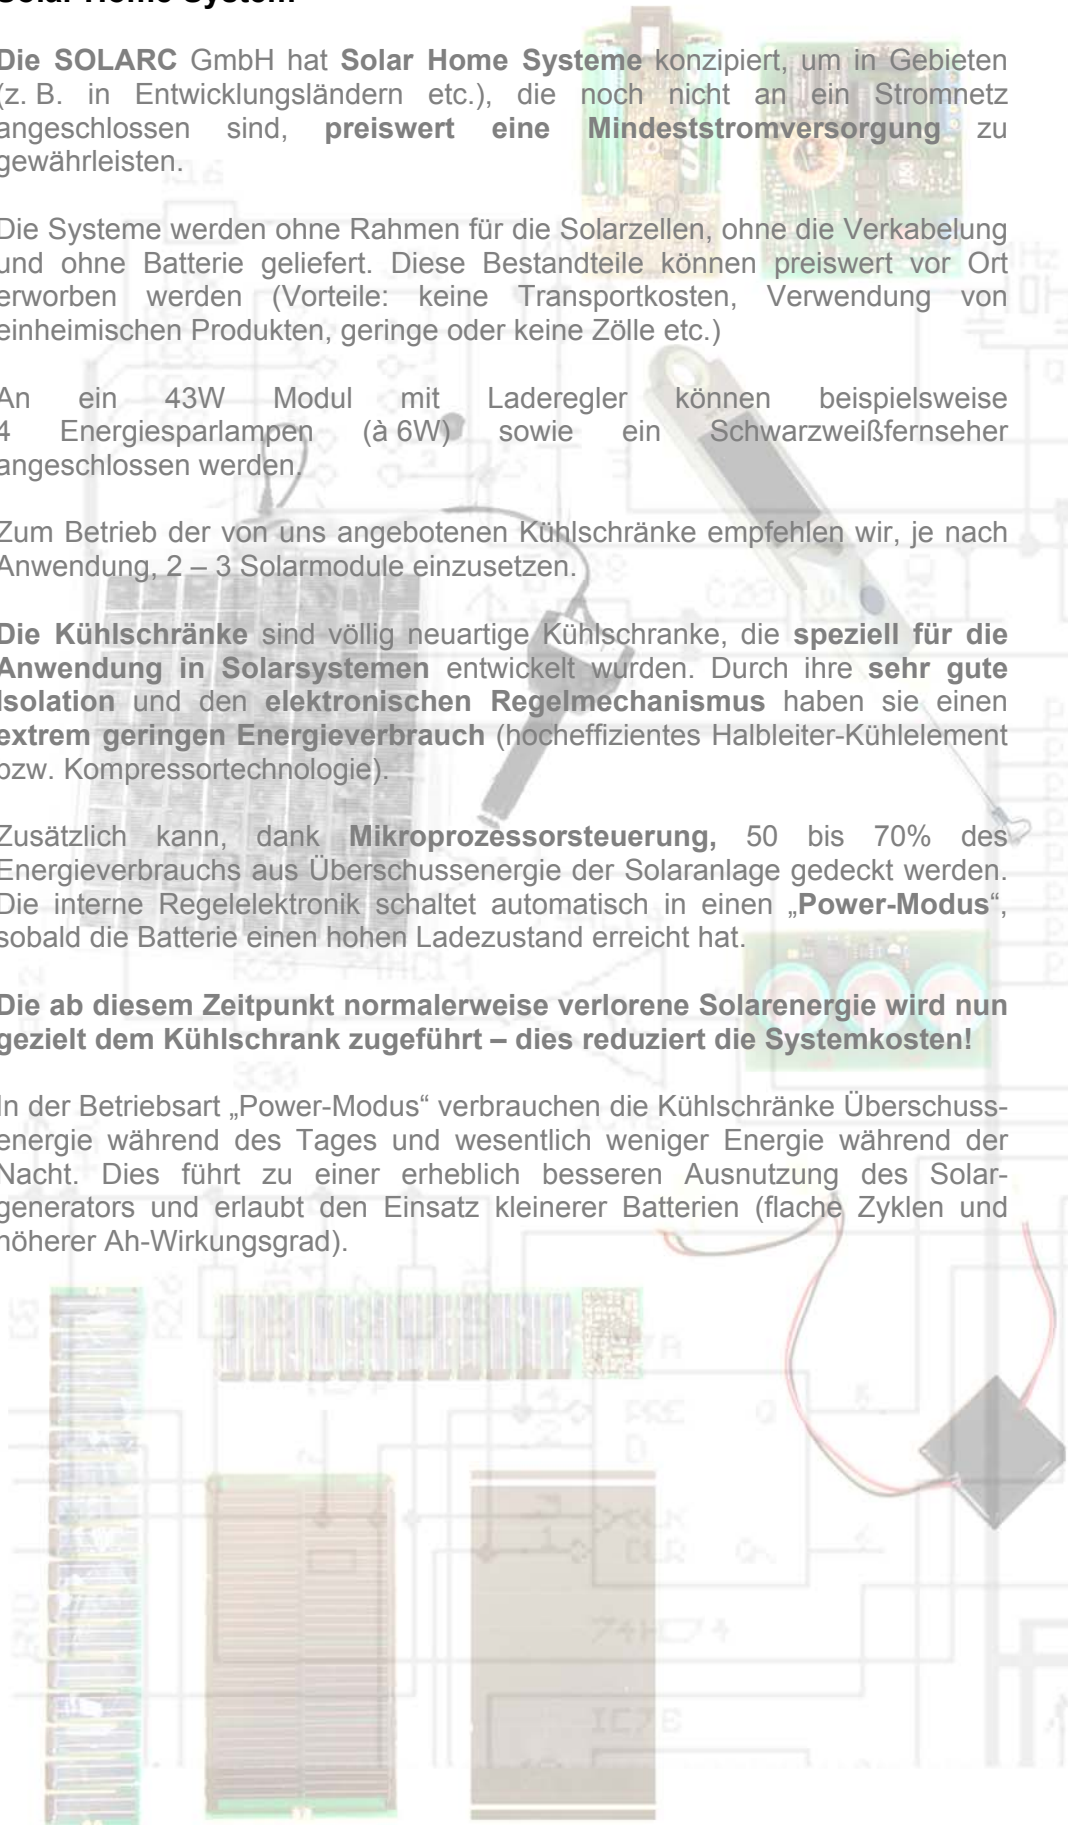 Solar Home System
Die SOLARC GmbH hat Solar Home Systeme konzipiert, um in Gebieten
(z. B. in Entwicklungsländern etc.), die noch nicht an ein Stromnetz
angeschlossen sind, preiswert eine Mindeststromversorgung zu
gewährleisten.
Die Systeme werden ohne Rahmen für die Solarzellen, ohne die Verkabelung
und ohne Batterie geliefert. Diese Bestandteile können preiswert vor Ort
erworben werden (Vorteile: keine Transportkosten, Verwendung von
einheimischen Produkten, geringe oder keine Zölle etc.)
An ein 43W Modul mit Laderegler können beispielsweise
4 Energiesparlampen (à 6W) sowie ein Schwarzweißfernseher
angeschlossen werden.
Zum Betrieb der von uns angebotenen Kühlschränke empfehlen wir, je nach
Anwendung, 2 – 3 Solarmodule einzusetzen.
Die Kühlschränke sind völlig neuartige Kühlschranke, die speziell für die
Anwendung in Solarsystemen entwickelt wurden. Durch ihre sehr gute
Isolation und den elektronischen Regelmechanismus haben sie einen
extrem geringen Energieverbrauch (hocheffizientes Halbleiter-Kühlelement
bzw. Kompressortechnologie).
Zusätzlich kann, dank Mikroprozessorsteuerung, 50 bis 70% des
Energieverbrauchs aus Überschussenergie der Solaranlage gedeckt werden.
Die interne Regelelektronik schaltet automatisch in einen „Power-Modus“,
sobald die Batterie einen hohen Ladezustand erreicht hat.
Die ab diesem Zeitpunkt normalerweise verlorene Solarenergie wird nun
gezielt dem Kühlschrank zugeführt – dies reduziert die Systemkosten!
In der Betriebsart „Power-Modus“ verbrauchen die Kühlschränke Überschuss-
energie während des Tages und wesentlich weniger Energie während der
Nacht. Dies führt zu einer erheblich besseren Ausnutzung des Solar-
generators und erlaubt den Einsatz kleinerer Batterien (flache Zyklen und
höherer Ah-Wirkungsgrad).
R16
C20
R26
PRE
Q
D
CLK
CLR
74HC74
IC7B